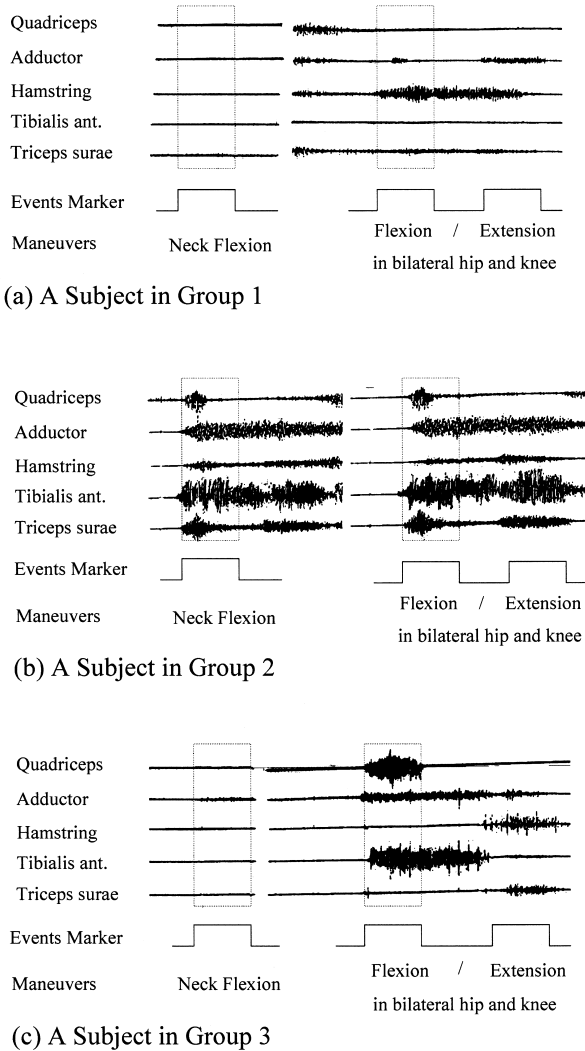 Quadriceps
Adductor
Hamstring
Tibialis ant.
Triceps surae
Events Marker
Maneuvers Neck Flexion Flexion / Extension
in bilateral hip and knee
(a) A Subject in Group 1
Quadriceps
Adductor
Hamstring
Tibialis ant.
Triceps surae
Events Marker
Maneuvers Neck Flexion Flexion / Extension
in bilateral hip and knee
(b) A Subject in Group 2
Quadriceps
Adductor
Hamstring
Tibialis ant.
Triceps surae
Events Marker
Maneuvers Neck Flexion Flexion / Extension
in bilateral hip and knee
(c) A Subject in Group 3